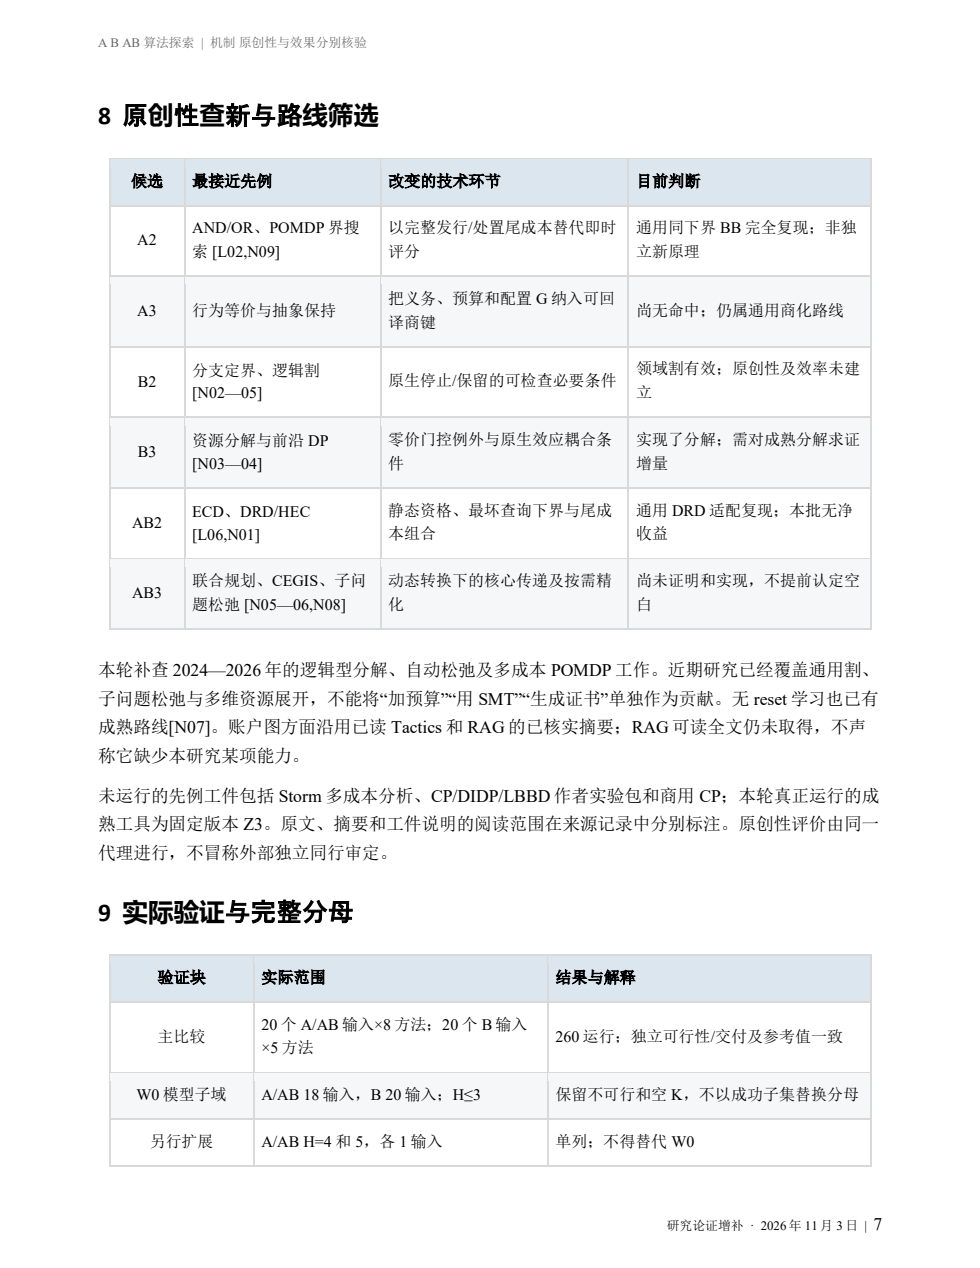 A B AB 算法探索 | 机制 原创性与效果分别核验
8 原创性查新与路线筛选
候选 最接近先例 改变的技术环节 目前判断
A2
AND/OR、POMDP 界搜
索 [L02,N09]
以完整发行/处置尾成本替代即时
评分
通用同下界 BB 完全复现；非独
立新原理
A3
行为等价与抽象保持
把义务、预算和配置 G 纳入可回
译商键
尚无命中；仍属通用商化路线
B2
分支定界、逻辑割
[N02—05]
原生停止/保留的可检查必要条件
领域割有效；原创性及效率未建
立
B3
资源分解与前沿 DP
[N03—04]
零价门控例外与原生效应耦合条
件
实现了分解；需对成熟分解求证
增量
AB2
ECD、DRD/HEC
[L06,N01]
静态资格、最坏查询下界与尾成
本组合
通用 DRD 适配复现；本批无净
收益
AB3
联合规划、CEGIS、子问
题松弛 [N05—06,N08]
动态转换下的核心传递及按需精
化
尚未证明和实现，不提前认定空
白
本轮补查 2024—2026 年的逻辑型分解、自动松弛及多成本 POMDP 工作。近期研究已经覆盖通用割、
子问题松弛与多维资源展开，不能将“加预算”“用 SMT”“生成证书”单独作为贡献。无 reset 学习也已有
成熟路线[N07]。账户图方面沿用已读 Tactics 和 RAG 的已核实摘要；RAG 可读全文仍未取得，不声
称它缺少本研究某项能力。
未运行的先例工件包括 Storm 多成本分析、CP/DIDP/LBBD 作者实验包和商用 CP；本轮真正运行的成
熟工具为固定版本 Z3。原文、摘要和工件说明的阅读范围在来源记录中分别标注。原创性评价由同一
代理进行，不冒称外部独立同行审定。
9 实际验证与完整分母
验证块 实际范围 结果与解释
主比较
20 个 A/AB 输入×8 方法；20 个 B 输入
×5 方法
260 运行；独立可行性/交付及参考值一致
W0 模型子域 A/AB 18 输入，B 20 输入；H≤3 保留不可行和空 K，不以成功子集替换分母
另行扩展 A/AB H=4 和 5，各 1 输入 单列；不得替代 W0
研究论证增补 · 2026 年 11 月 3 日 | 7